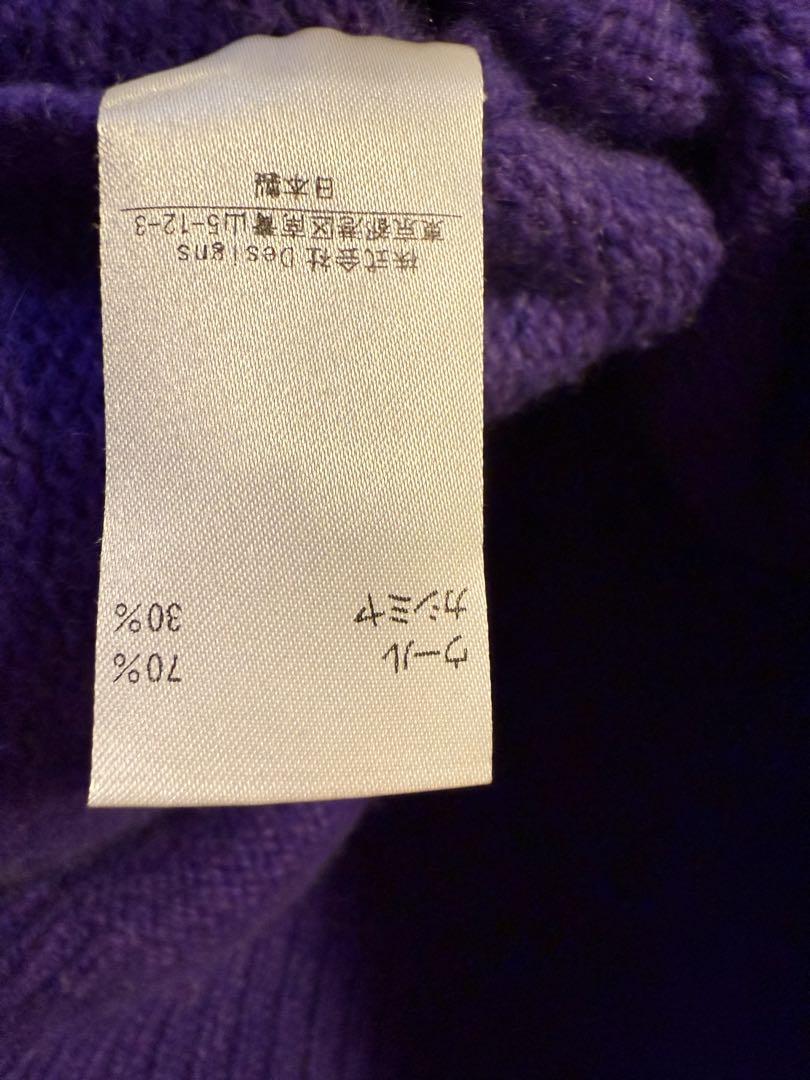 ウール 70%
カシミヤ 30%
株式会社 Designs
東京都港区南青山5-12-3
日本製